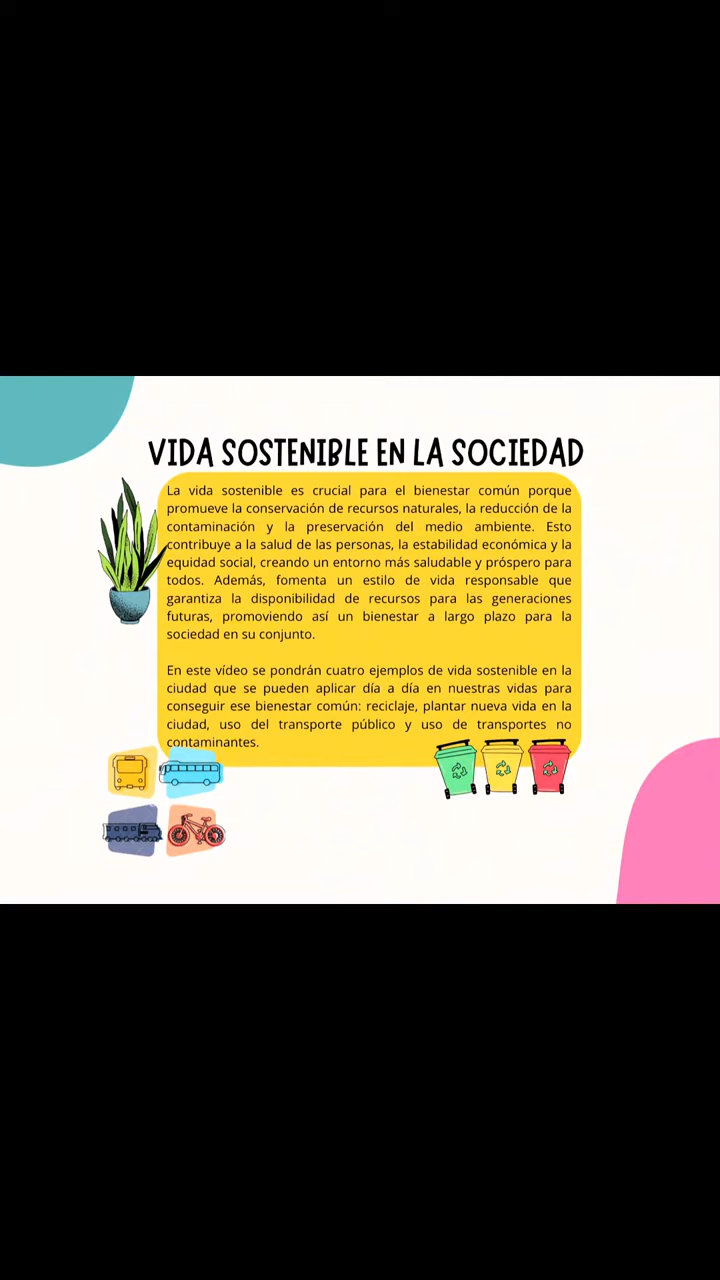 VIDA SOSTENIBLE EN LA SOCIEDAD
La vida sostenible es crucial para el bienestar común porque
promueve la conservación de recursos naturales, la reducción de la
contaminación y la preservación del medio ambiente. Esto
contribuye a la salud de las personas, la estabilidad económica y la
equidad social, creando un entorno más saludable y próspero para
todos. Además, fomenta un estilo de vida responsable que
garantiza la disponibilidad de recursos para las generaciones
futuras, promoviendo así un bienestar a largo plazo para la
sociedad en su conjunto.
En este vídeo se pondrán cuatro ejemplos de vida sostenible en la
ciudad que se pueden aplicar día a día en nuestras vidas para
conseguir ese bienestar común: reciclaje, plantar nueva vida en la
ciudad, uso del transporte público y uso de transportes no
contaminantes.